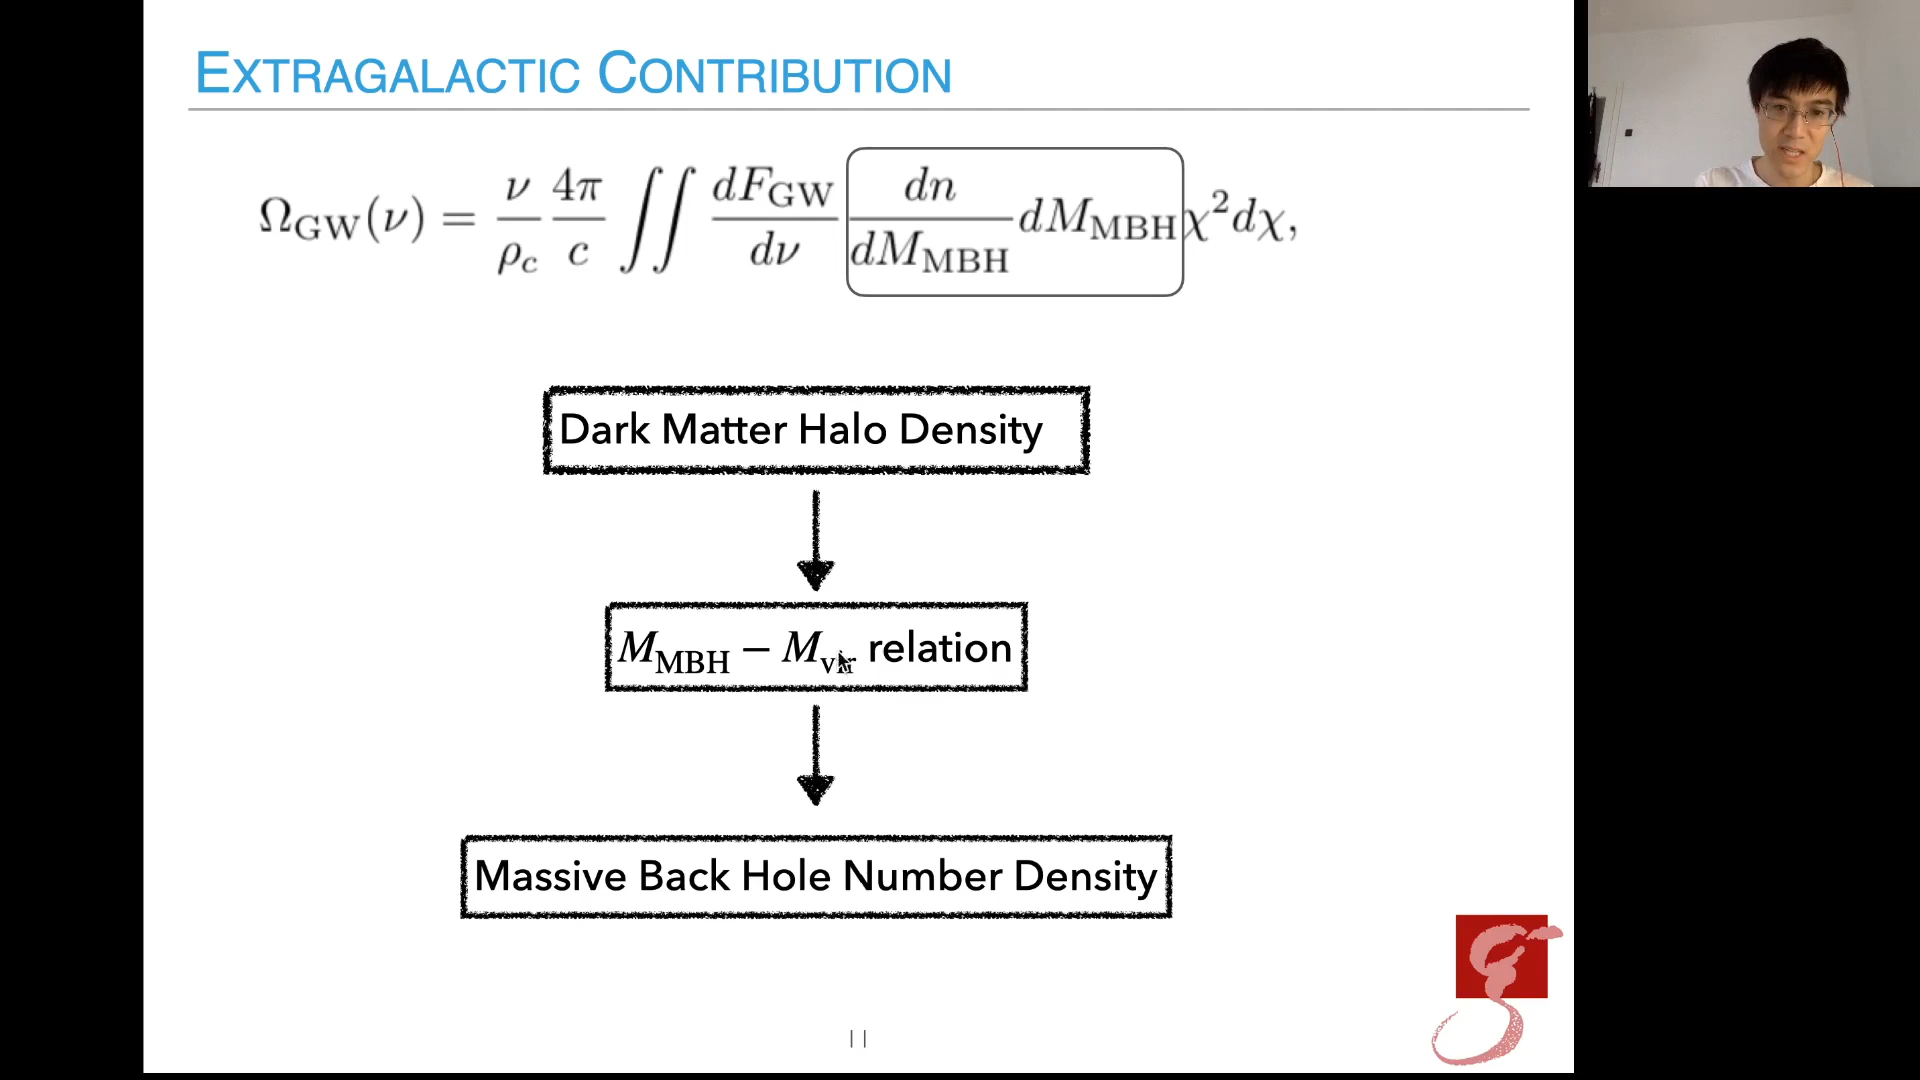 EXTRAGALACTIC CONTRIBUTION
Ω_GW(ν) = ν/ρ_c 4π/c ∬ dF_GW/dν dn/dM_MBH dM_MBH χ² dχ,
Dark Matter Halo Density
M_MBH − M_vir relation
Massive Back Hole Number Density
11